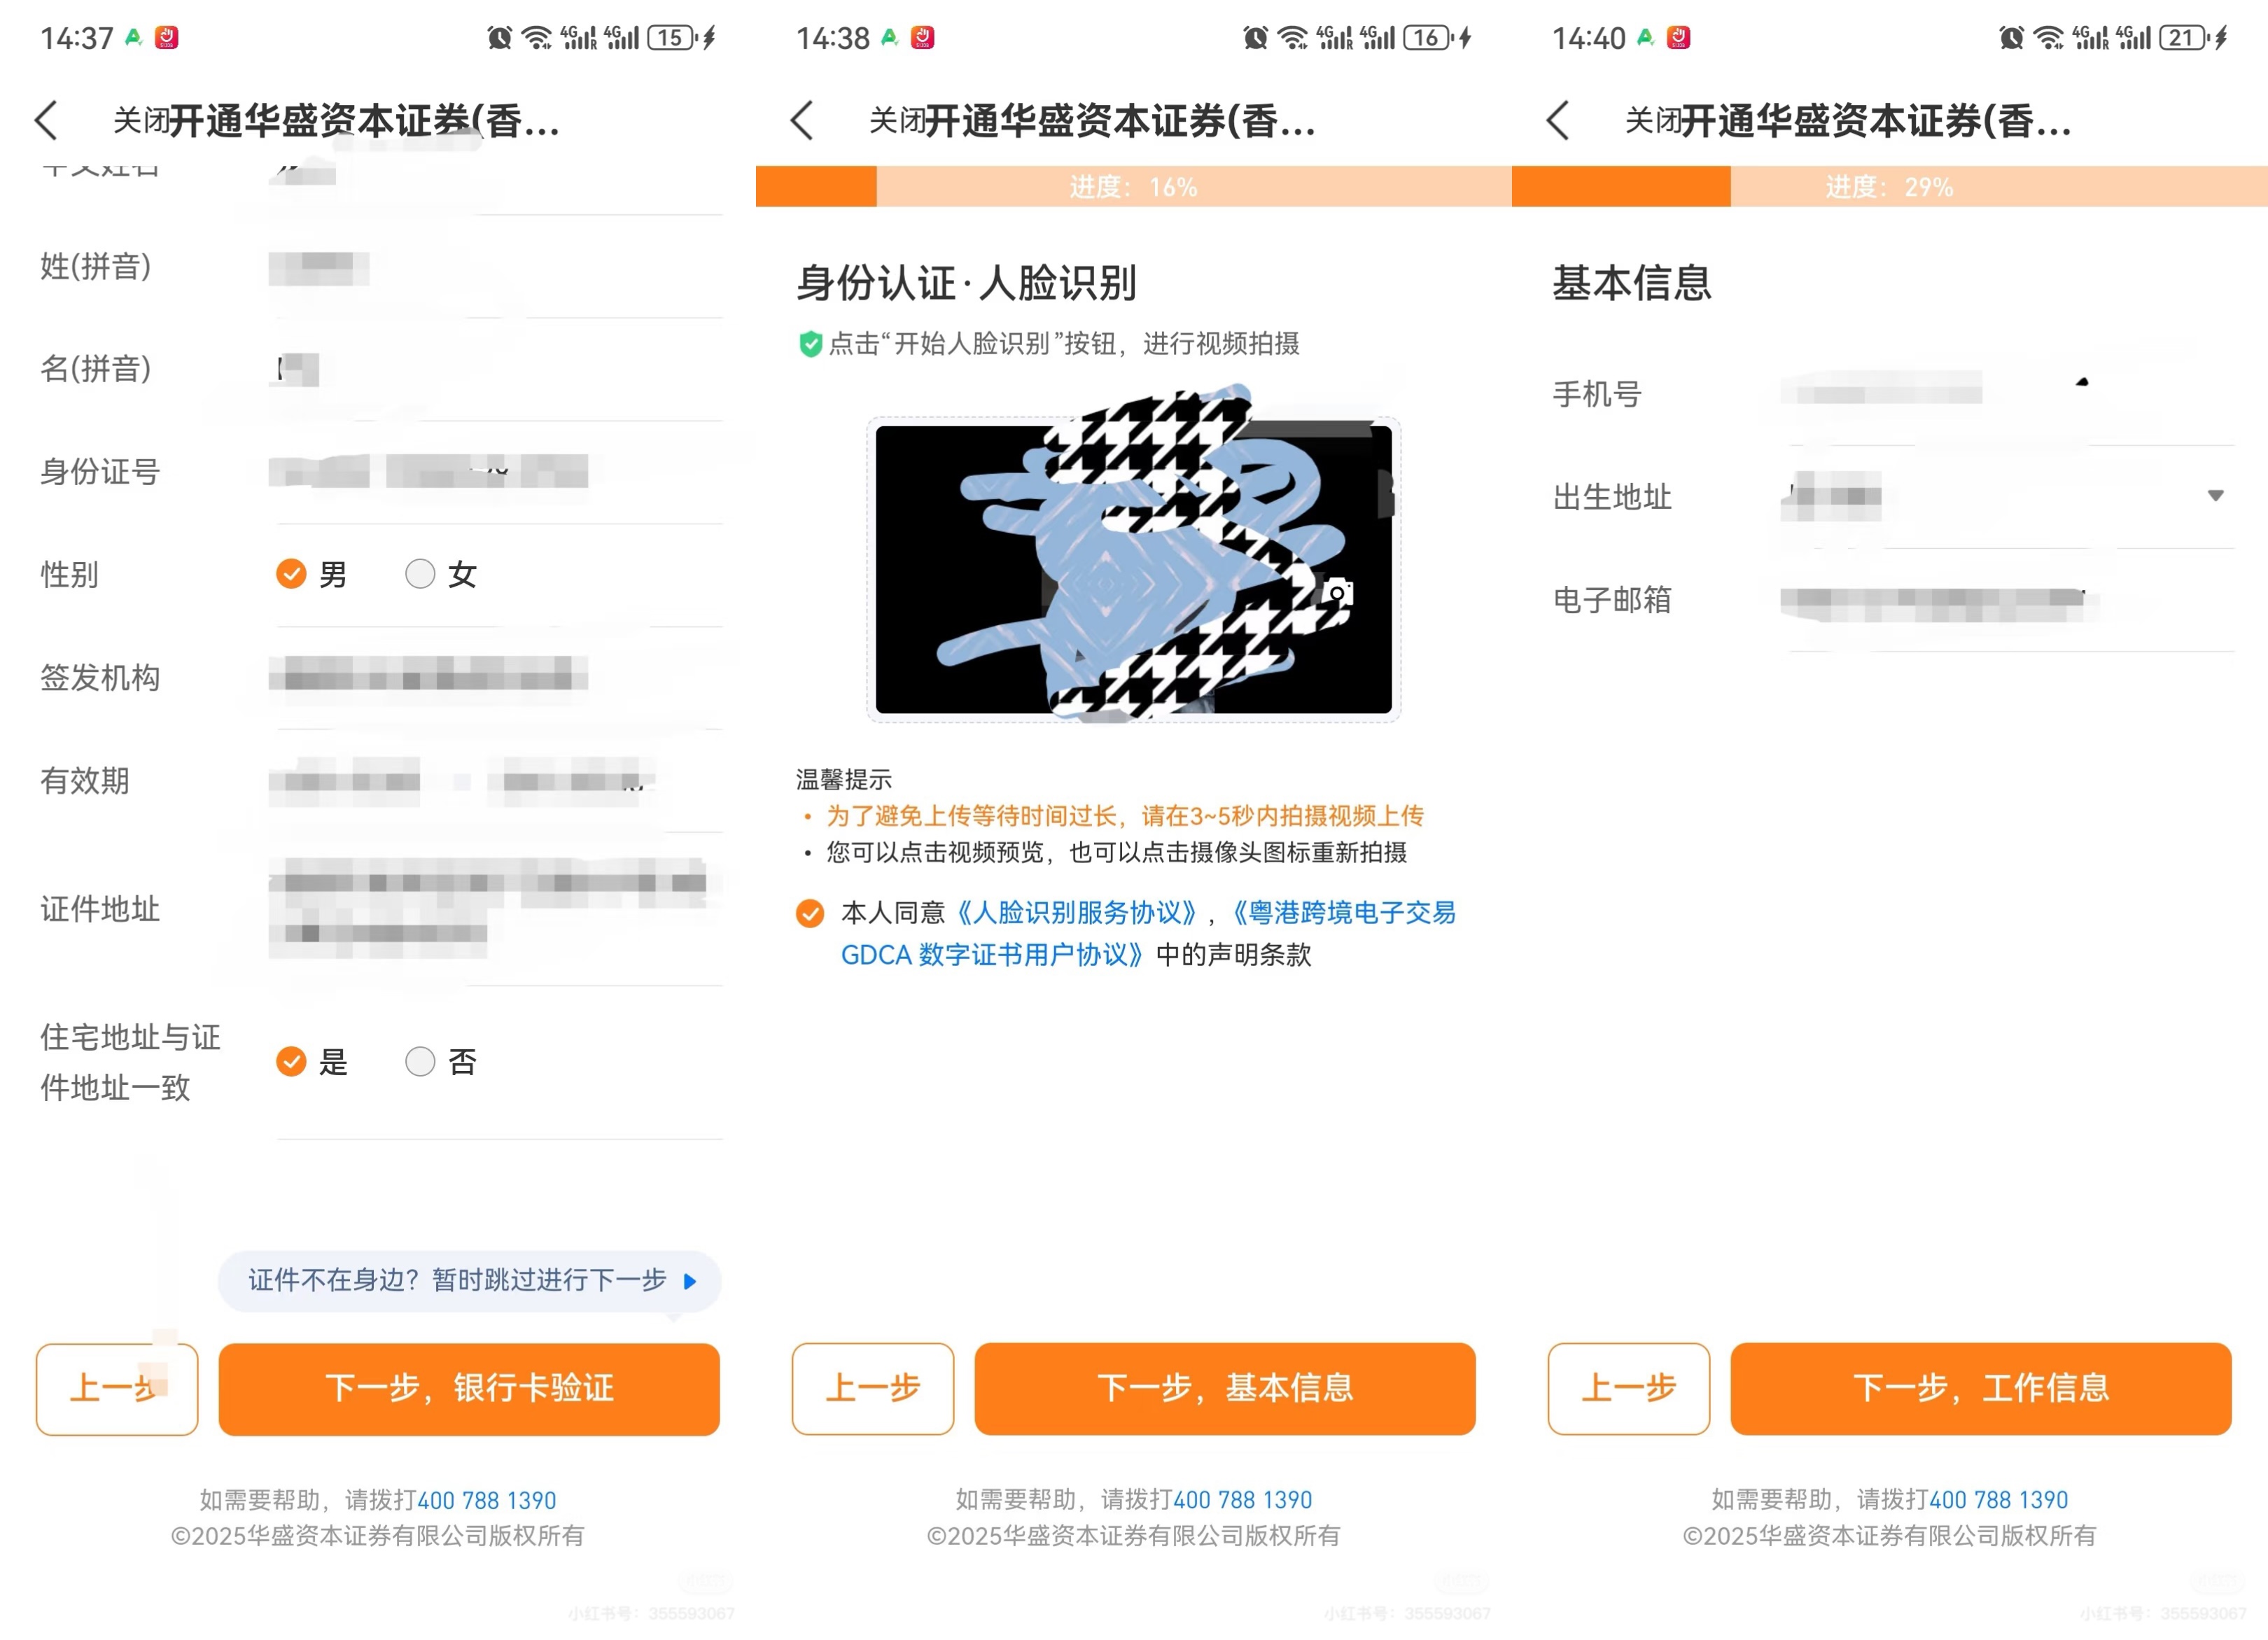 14:37
4G 4G 15
关闭开通华盛资本证券(香...
中文姓名
姓(拼音)
名(拼音)
身份证号
性别 男 女
签发机构
有效期
证件地址
住宅地址与证
件地址一致
是 否
证件不在身边?暂时跳过进行下一步
上一步 下一步，银行卡验证
如需要帮助，请拨打400 788 1390
©2025华盛资本证券有限公司版权所有
小红书号：355593067
14:38
4G 4G 16
关闭开通华盛资本证券(香...
进度：16%
身份认证·人脸识别
点击“开始人脸识别”按钮，进行视频拍摄
温馨提示
• 为了避免上传等待时间过长，请在3~5秒内拍摄视频上传
• 您可以点击视频预览，也可以点击摄像头图标重新拍摄
本人同意《人脸识别服务协议》，《粤港跨境电子交易
GDCA 数字证书用户协议》中的声明条款
上一步 下一步，基本信息
如需要帮助，请拨打400 788 1390
©2025华盛资本证券有限公司版权所有
小红书号：355593067
14:40
4G 4G 21
关闭开通华盛资本证券(香...
进度：29%
基本信息
手机号
出生地址
电子邮箱
上一步 下一步，工作信息
如需要帮助，请拨打400 788 1390
©2025华盛资本证券有限公司版权所有
小红书号：355593067